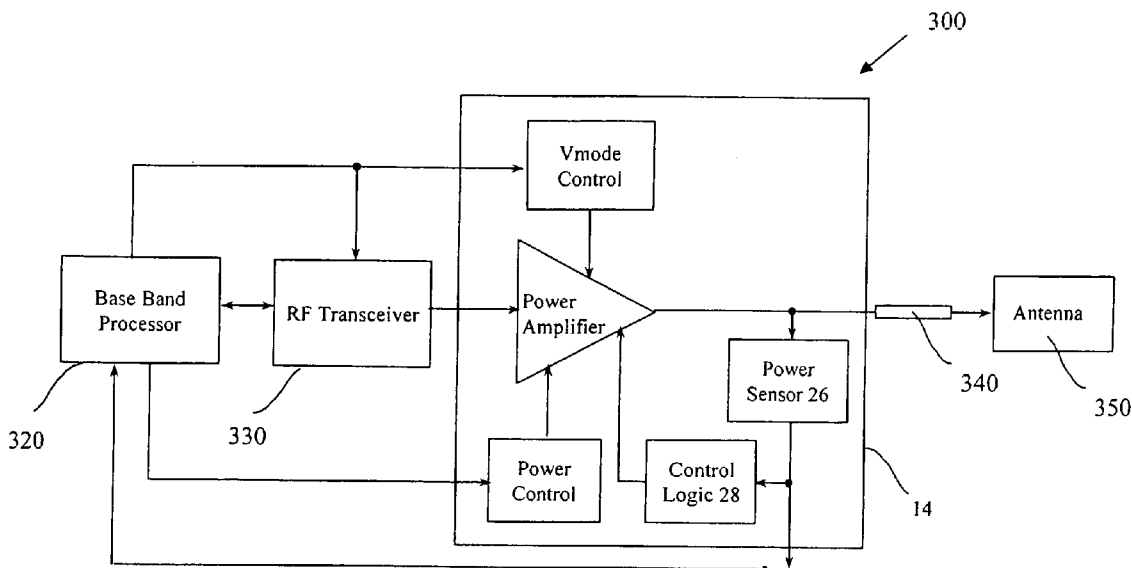 300
Vmode
Control
Base Band
Processor
RF Transceiver
Power
Amplifier
Antenna
Power
Sensor 26
340
350
320
330
Power
Control
Control
Logic 28
14